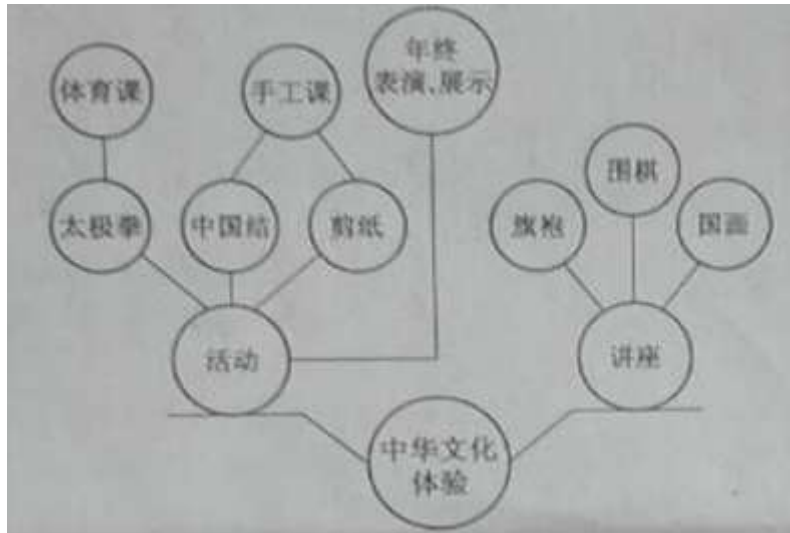 年终
表演、展示
体育课
手工课
围棋
太极拳
中国结
剪纸
旗袍
国画
活动
讲座
中华文化
体验